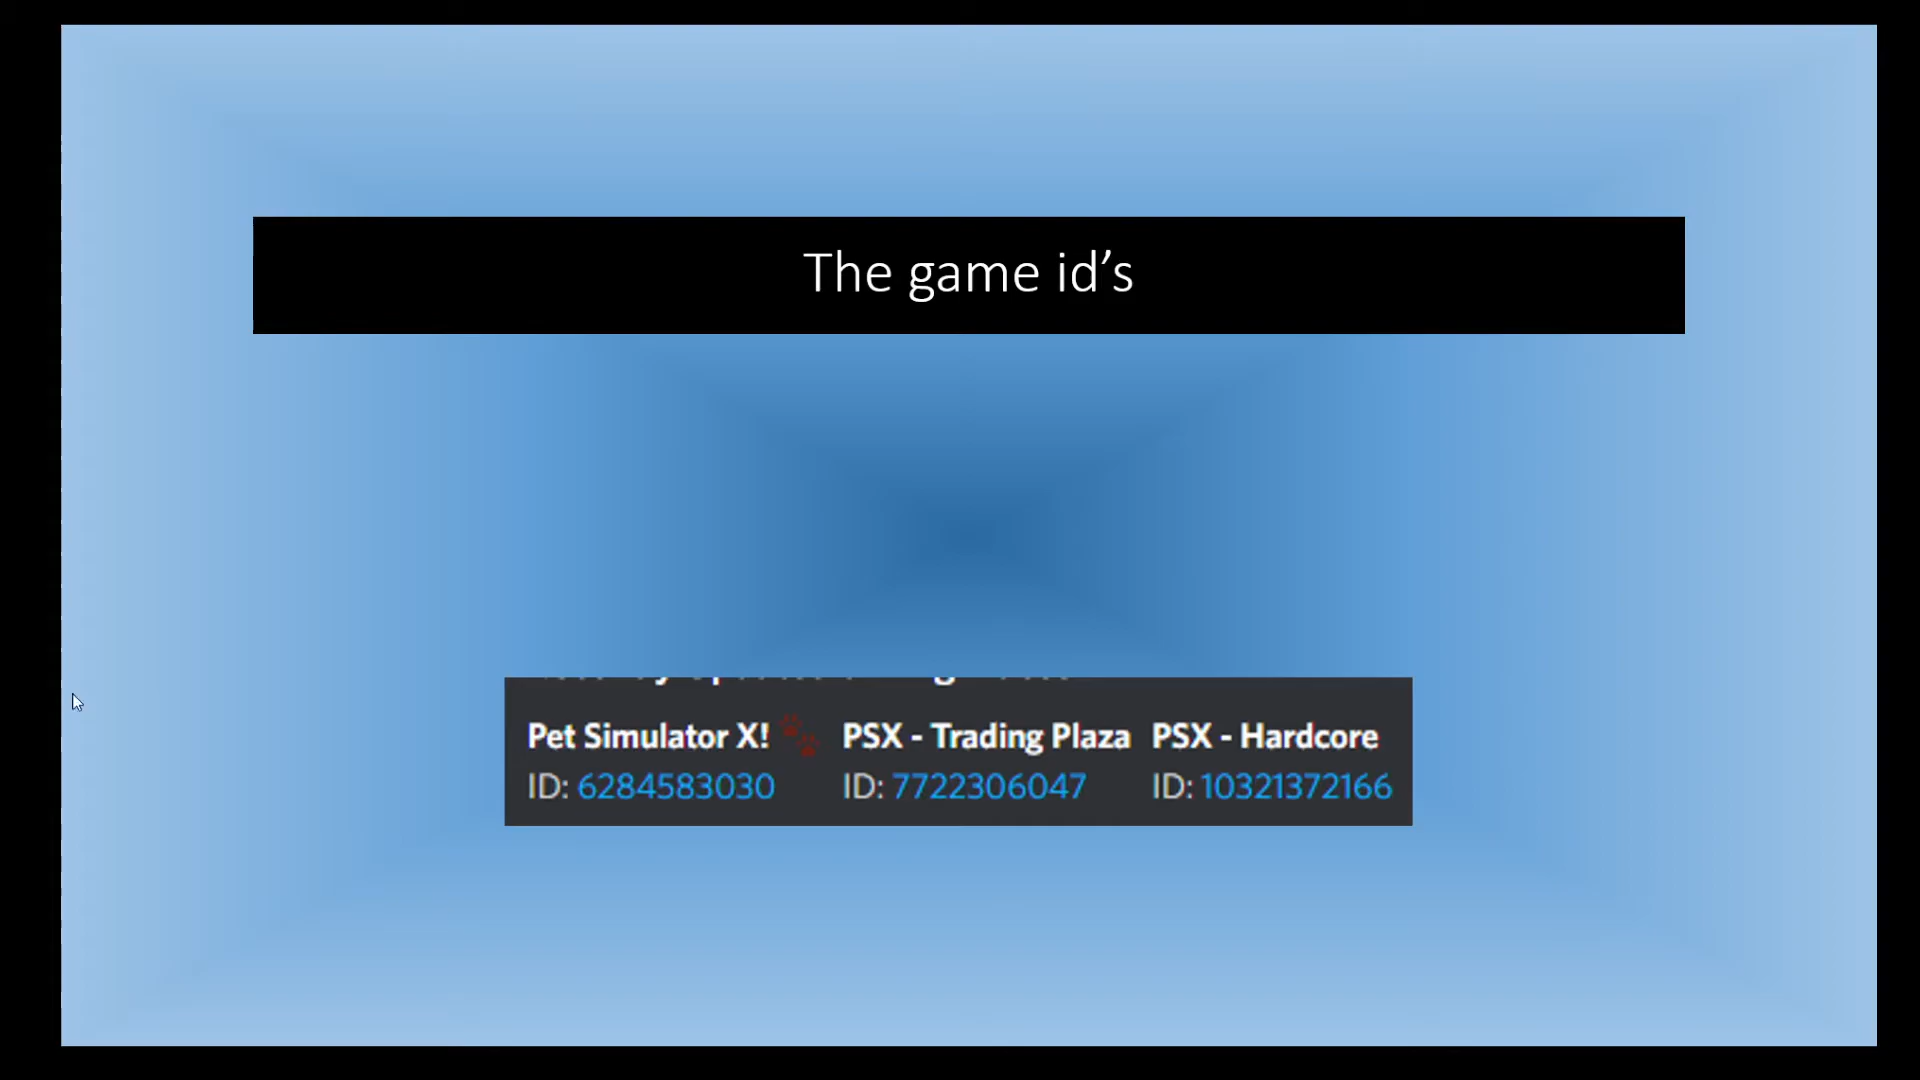 The game id’s
Pet Simulator X! PSX - Trading Plaza PSX - Hardcore
ID: 6284583030 ID: 7722306047 ID: 10321372166